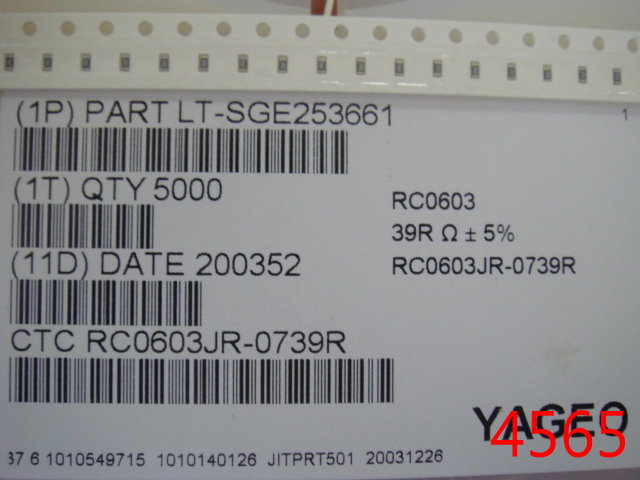 (1P) PART LT-SGE253661
1
(1T) QTY 5000
RC0603
39R Ω ± 5%
(11D) DATE 200352
RC0603JR-0739R
CTC RC0603JR-0739R
YAGEO
4565
37 6 1010549715 1010140126 JITPRT501 20031226